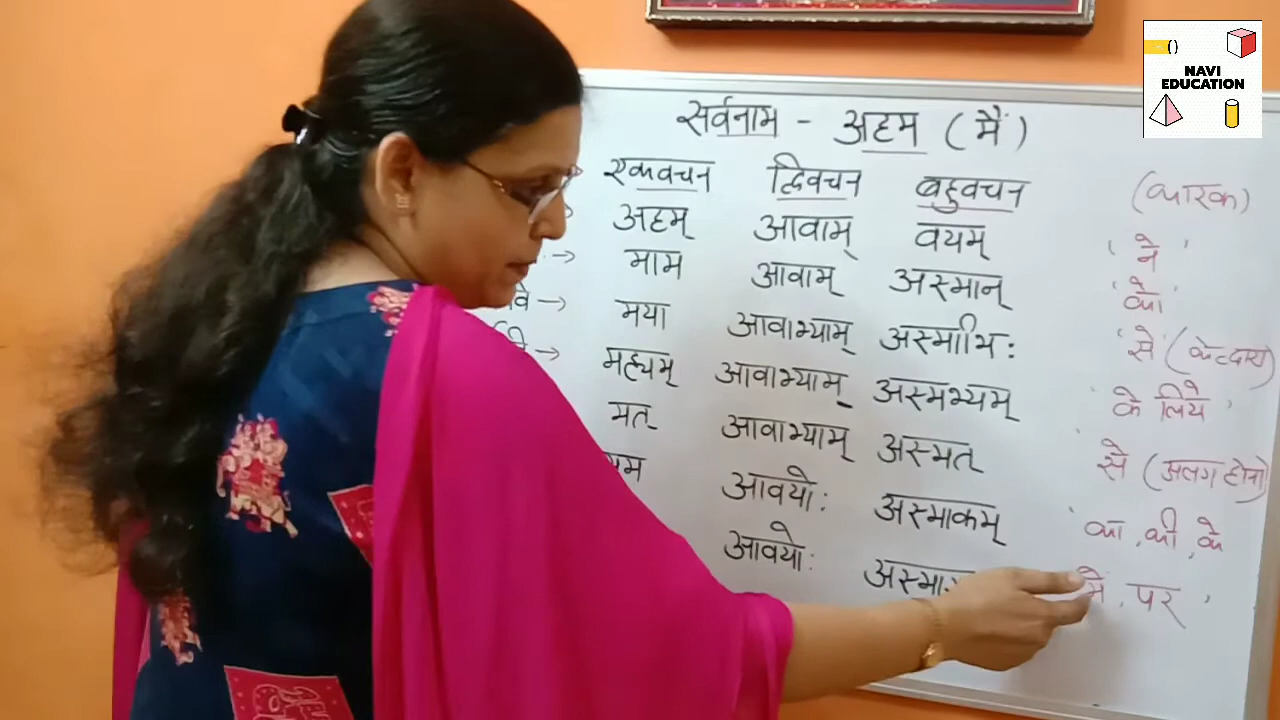 NAVI
EDUCATION
सर्वनाम - अहम (मैं)
एकवचन द्विवचन बहुवचन (कारक)
अहम् आवाम् वयम् ' ने '
माम आवाम् अस्मान् ' को '
मया आवाभ्याम् अस्माभि: ' से ' (के द्वारा)
मह्यम् आवाभ्याम् अस्मभ्यम् ' के लिये '
मत् आवाभ्याम् अस्मत् ' से (अलग होना)
मम आवयो: अस्माकम् ' का , की , के
आवयो: में , पर '